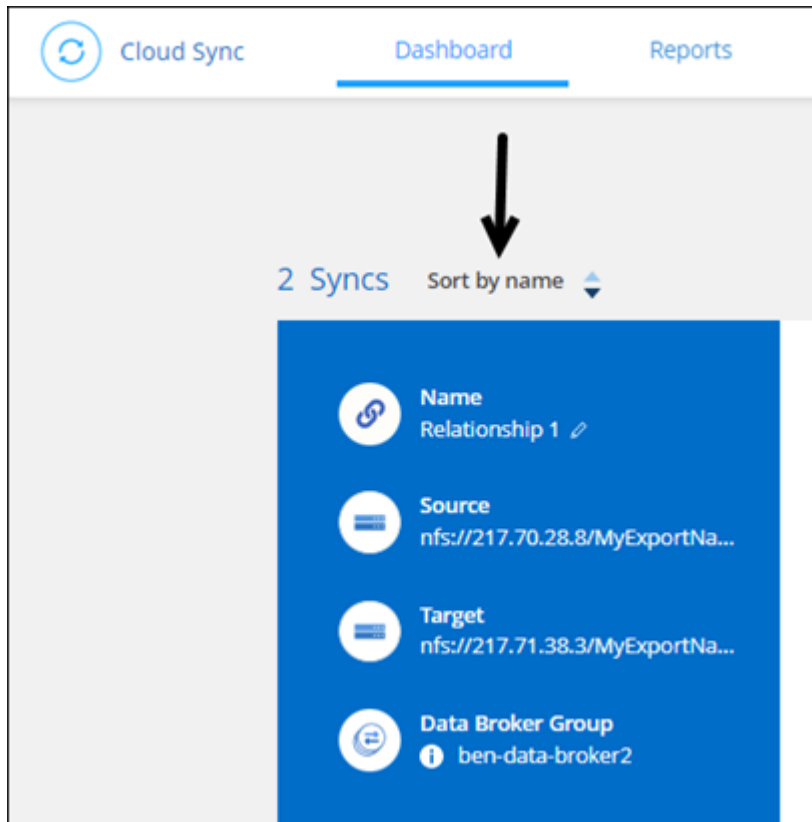 Cloud Sync Dashboard Reports
2 Syncs Sort by name
Name
Relationship 1
Source
nfs://217.70.28.8/MyExportNa...
Target
nfs://217.71.38.3/MyExportNa...
Data Broker Group
ben-data-broker2